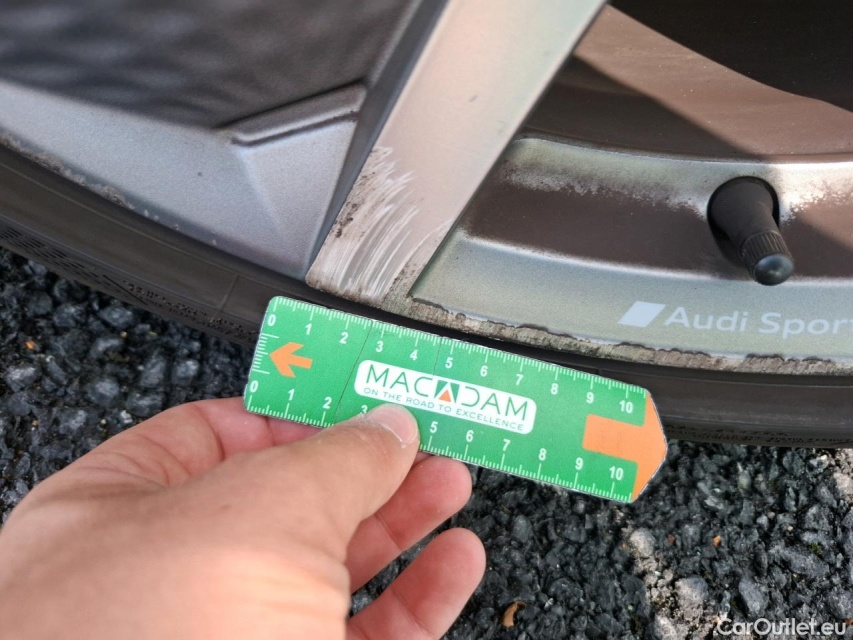 Audi Sport
0 1 2 3 4 5 6 7 8 9 10
MACADAM
ON THE ROAD TO EXCELLENCE
0 1 2 3 5 6 7 8 9 10
CarOutlet.eu